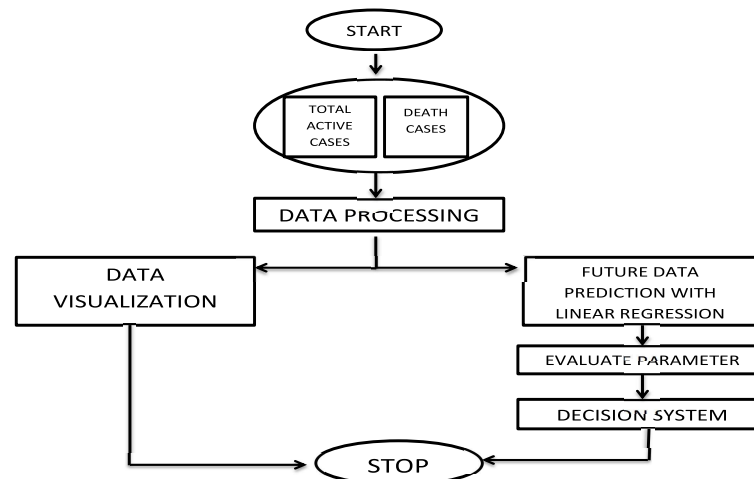 START
TOTAL
ACTIVE
CASES
DEATH
CASES
DATA PROCESSING
DATA
VISUALIZATION
FUTURE DATA
PREDICTION WITH
LINEAR REGRESSION
EVALUATE PARAMETER
DECISION SYSTEM
STOP